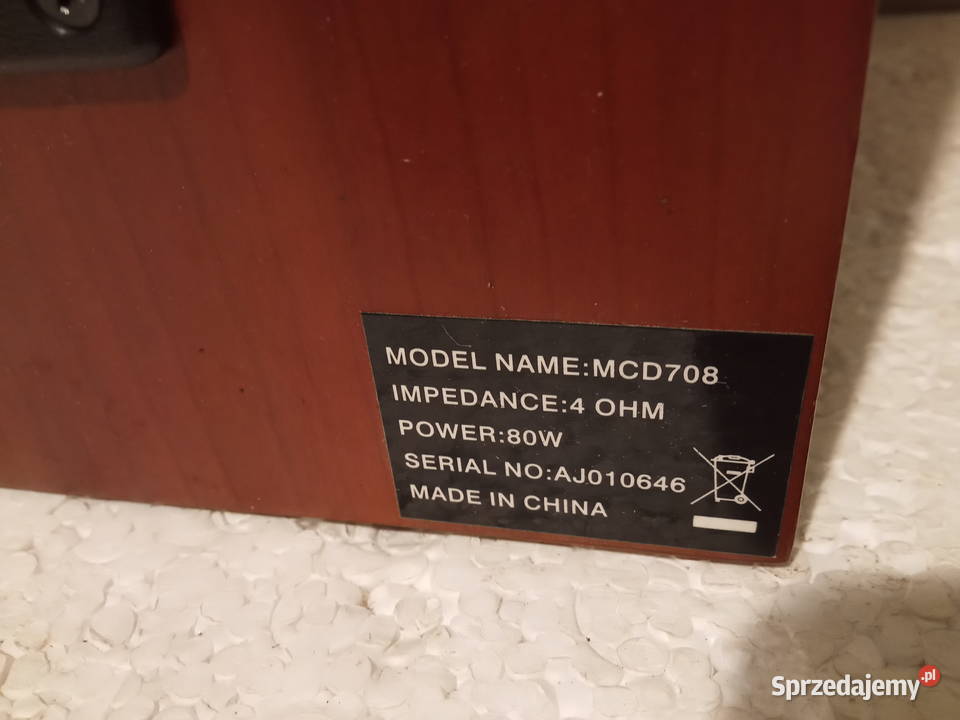 MODEL NAME:MCD708
IMPEDANCE:4 OHM
POWER:80W
SERIAL NO:AJ010646
MADE IN CHINA
Sprzedajemy.pl